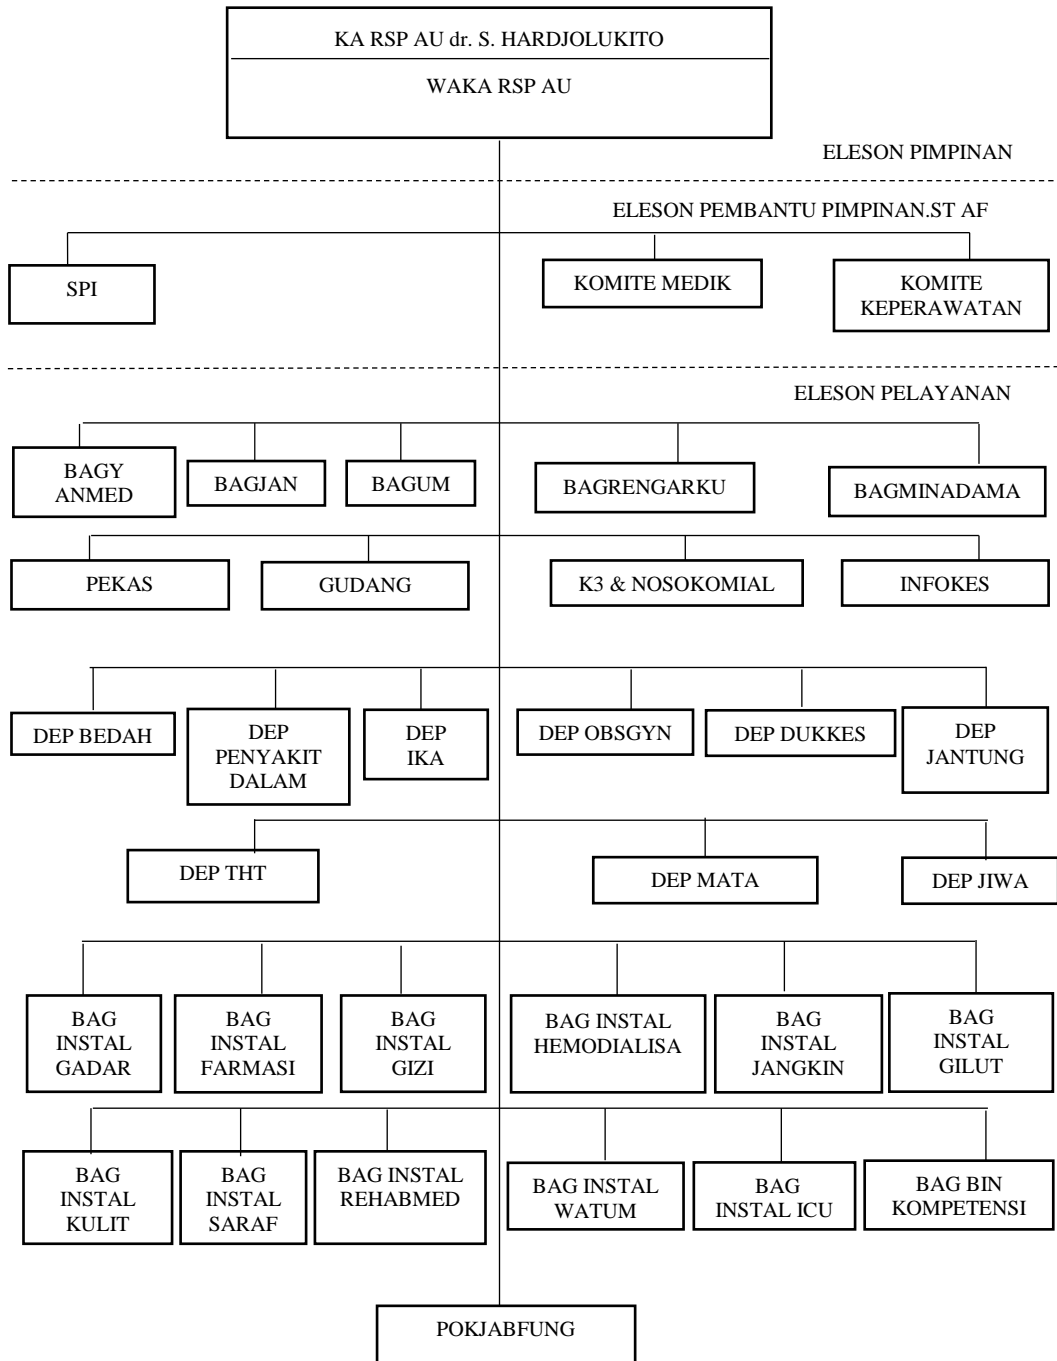 KA RSP AU dr. S. HARDJOLUKITO
WAKA RSP AU
ELESON PIMPINAN
ELESON PEMBANTU PIMPINAN.ST AF
SPI
KOMITE MEDIK
KOMITE
KEPERAWATAN
ELESON PELAYANAN
BAGY
ANMED
BAGJAN
BAGUM
BAGRENGARKU
BAGMINADAMA
PEKAS
GUDANG
K3 & NOSOKOMIAL
INFOKES
DEP BEDAH
DEP
PENYAKIT
DALAM
DEP
IKA
DEP OBSGYN
DEP DUKKES
DEP
JANTUNG
DEP THT
DEP MATA
DEP JIWA
BAG
INSTAL
GADAR
BAG
INSTAL
FARMASI
BAG
INSTAL
GIZI
BAG INSTAL
HEMODIALISA
BAG
INSTAL
JANGKIN
BAG
INSTAL
GILUT
BAG
INSTAL
KULIT
BAG
INSTAL
SARAF
BAG INSTAL
REHABMED
BAG INSTAL
WATUM
BAG
INSTAL ICU
BAG BIN
KOMPETENSI
POKJABFUNG